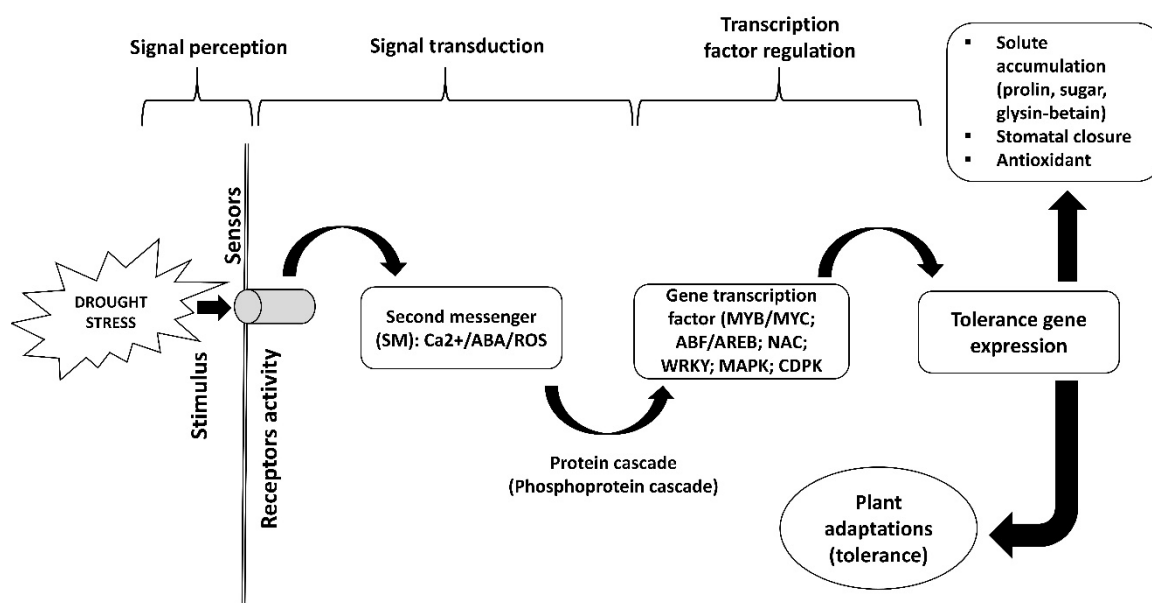 Signal perception
Signal transduction
Transcription
factor regulation
▪ Solute
accumulation
(prolin, sugar,
glysin-betain)
▪ Stomatal closure
▪ Antioxidant
Sensors
DROUGHT
STRESS
Stimulus
Receptors activity
Second messenger
(SM): Ca2+/ABA/ROS
Protein cascade
(Phosphoprotein cascade)
Gene transcription
factor (MYB/MYC;
ABF/AREB; NAC;
WRKY; MAPK; CDPK
Tolerance gene
expression
Plant
adaptations
(tolerance)